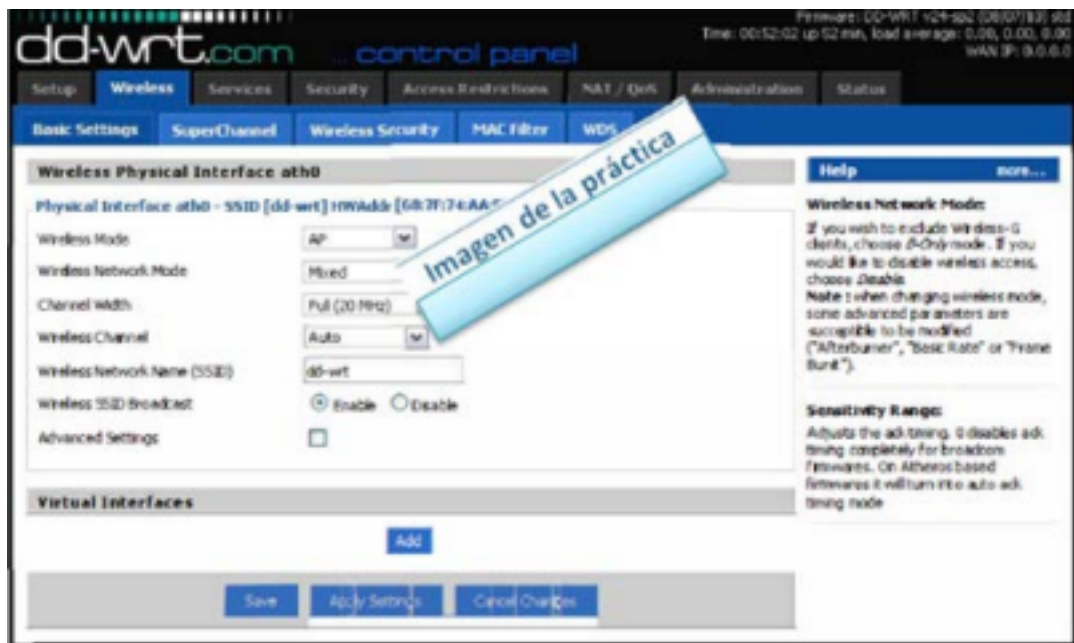 dd-wrt.com ... control panel
Firmware: DD-WRT v24-sp2 (08/07/10) std
Time: 00:52:02 up 52 min, load average: 0.00, 0.00, 0.00
WAN IP: 0.0.0.0
Setup Wireless Services Security Access Restrictions NAT / QoS Administration Status
Basic Settings SuperChannel Wireless Security MAC Filter WDS
Wireless Physical Interface ath0
Physical Interface ath0 - SSID [dd-wrt] HWAddr
Wireless Mode AP
Wireless Network Mode Mixed
Channel Width Full (20 MHz)
Wireless Channel Auto
Wireless Network Name (SSID) dd-wrt
Wireless SSID Broadcast Enable Disable
Advanced Settings
Virtual Interfaces
Add
Save Apply Settings Cancel Changes
Imagen de la práctica
Help more...
Wireless Network Mode:
If you wish to exclude Wireless-G
clients, choose B-Only mode. If you
would like to disable wireless access,
choose Disable.
Note : when changing wireless mode,
some advanced parameters are
susceptible to be modified
("Afterburner", "Basic Rate" or "Frame
Burst").
Sensitivity Range:
Adjusts the ack timing. 0 disables ack
timing completely for broadcom
firmwares. On Atheros based
firmwares it will turn into auto ack
timing mode